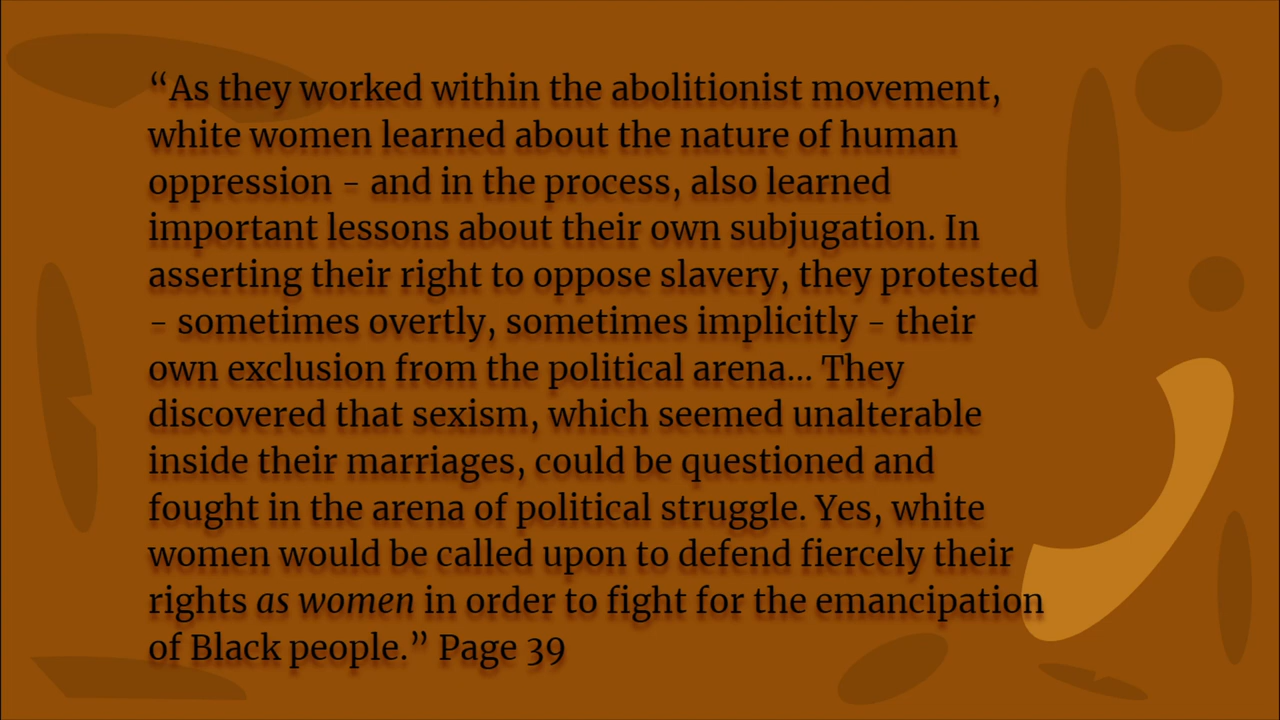 “As they worked within the abolitionist movement,
white women learned about the nature of human
oppression – and in the process, also learned
important lessons about their own subjugation. In
asserting their right to oppose slavery, they protested
– sometimes overtly, sometimes implicitly – their
own exclusion from the political arena... They
discovered that sexism, which seemed unalterable
inside their marriages, could be questioned and
fought in the arena of political struggle. Yes, white
women would be called upon to defend fiercely their
rights as women in order to fight for the emancipation
of Black people.” Page 39